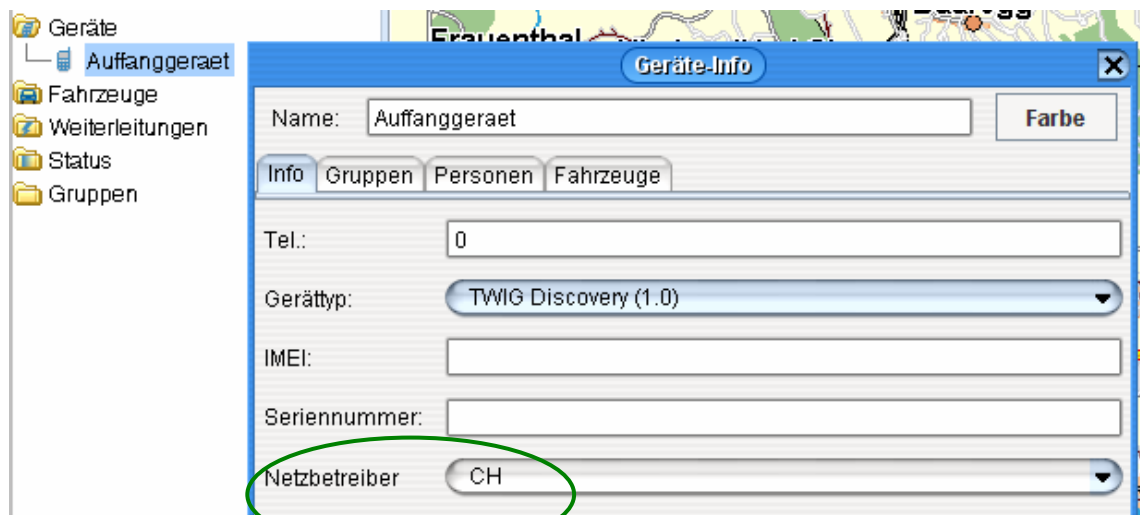 Geräte
Auffanggeraet
Fahrzeuge
Weiterleitungen
Status
Gruppen
Frauenthal
Geräte-Info
Name: Auffanggeraet Farbe
Info Gruppen Personen Fahrzeuge
Tel.: 0
Gerättyp: TWIG Discovery (1.0)
IMEI:
Seriennummer:
Netzbetreiber CH